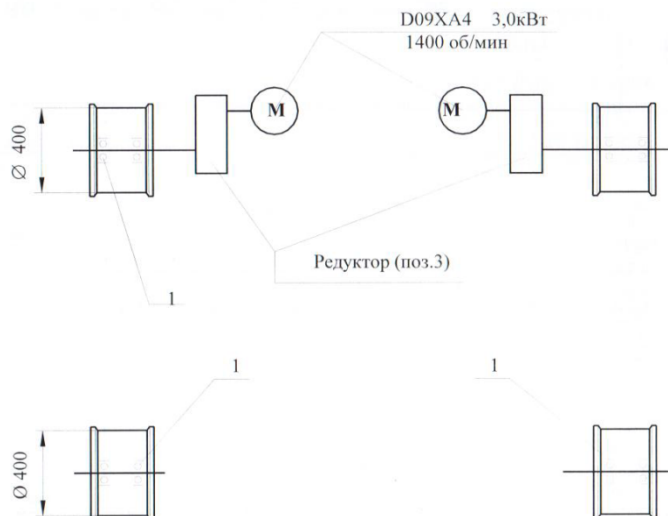 D09XA4 3,0кВт
1400 об/мин
М
М
Ø 400
Редуктор (поз.3)
1
1
1
Ø 400